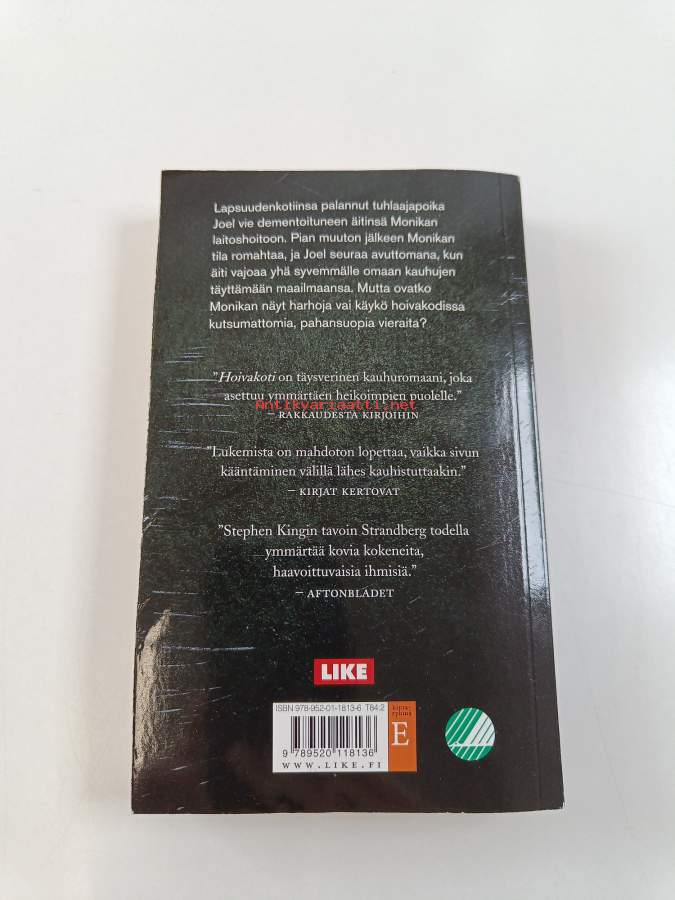 Lapsuudenkotiinsa palannut tuhlaajapoika
Joel vie dementoituneen äitinsä Monikan
laitoshoitoon. Pian muuton jälkeen Monikan
tila romahtaa, ja Joel seuraa avuttomana, kun
äiti vajoaa yhä syvemmälle omaan kauhujen
täyttämään maailmaansa. Mutta ovatko
Monikan näyt harhoja vai käykö hoivakodissa
kutsumattomia, pahansuopia vieraita?
”Hoivakoti on täysverinen kauhuromaani, joka
asettuu ymmärtäen heikoimpien puolelle.”
Antikvariaatti.net
– RAKKAUDESTA KIRJOIHIN
”Lukemista on mahdoton lopettaa, vaikka sivun
kääntäminen välillä lähes kauhistuttaakin.”
– KIRJAT KERTOVAT
”Stephen Kingin tavoin Strandberg todella
ymmärtää kovia kokeneita,
haavoittuvaisia ihmisiä.”
– AFTONBLADET
LIKE
ISBN 978-952-01-1813-6 T84.2
kirja-
ryhmä
E
9 789520 118136
WWW.LIKE.FI